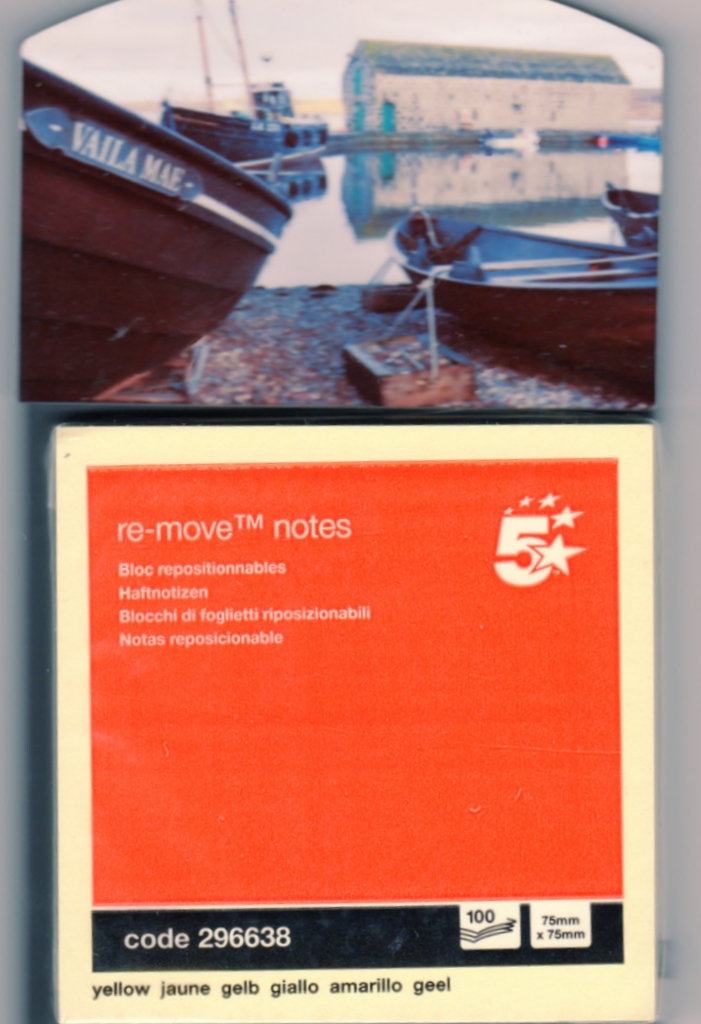 VAILA MAE
re-move™ notes
5
Bloc repositionnables
Haftnotizen
Blocchi di foglietti riposizionabili
Notas reposicionable
code 296638
100
75mm
x 75mm
yellow jaune gelb giallo amarillo geel